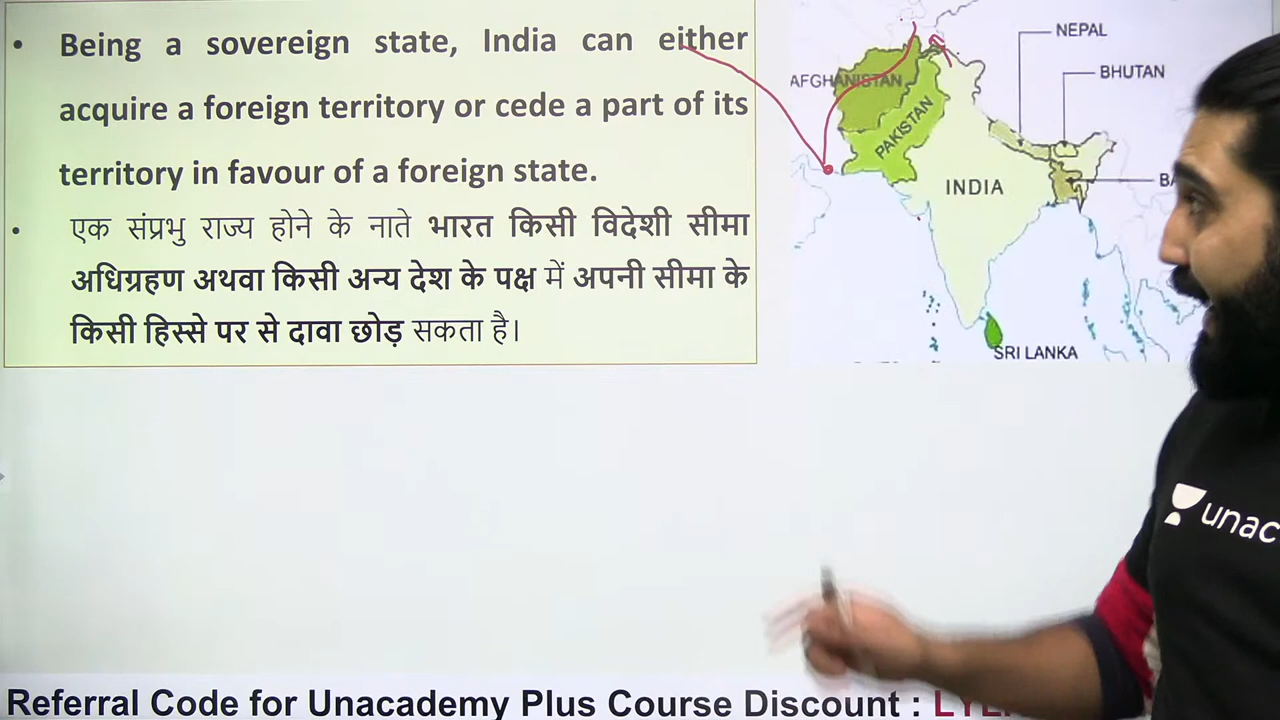 • Being a sovereign state, India can either
acquire a foreign territory or cede a part of its
territory in favour of a foreign state.
• एक संप्रभु राज्य होने के नाते भारत किसी विदेशी सीमा
अधिग्रहण अथवा किसी अन्य देश के पक्ष में अपनी सीमा के
किसी हिस्से पर से दावा छोड़ सकता है।
NEPAL
AFGHANISTAN
BHUTAN
PAKISTAN
INDIA
SRI LANKA
unac
Referral Code for Unacademy Plus Course Discount :